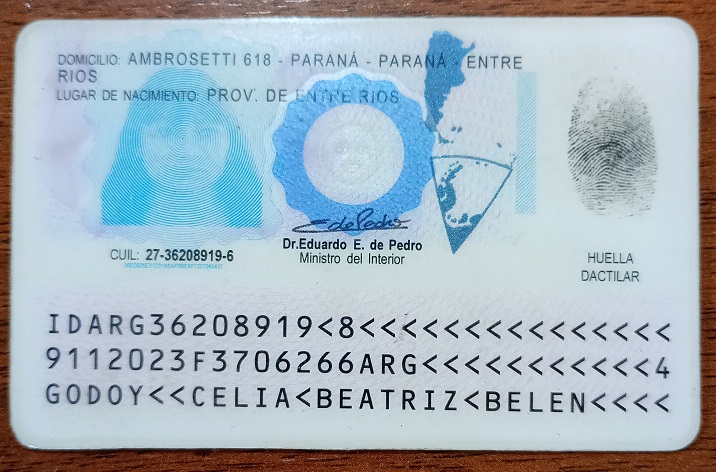 DOMICILIO: AMBROSETTI 618 - PARANÁ - PARANÁ - ENTRE
RIOS
LUGAR DE NACIMIENTO: PROV. DE ENTRE RIOS
CUIL: 27-36208919-6
Dr.Eduardo E. de Pedro
Ministro del Interior
HUELLA
DACTILAR
IDARG36208919<8<<<<<<<<<<<<<<<
9112023F3706266ARG<<<<<<<<<<<4
GODOY<<CELIA<BEATRIZ<BELEN<<<<